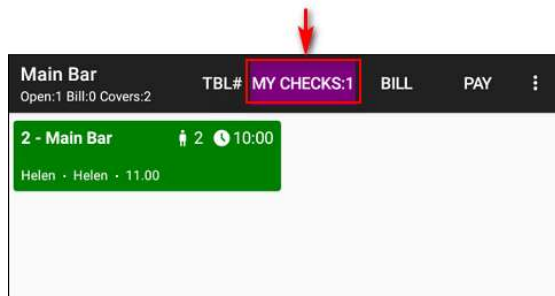 Main Bar
Open:1 Bill:0 Covers:2
TBL# MY CHECKS:1 BILL PAY
2 - Main Bar 2 10:00
Helen · Helen · 11.00